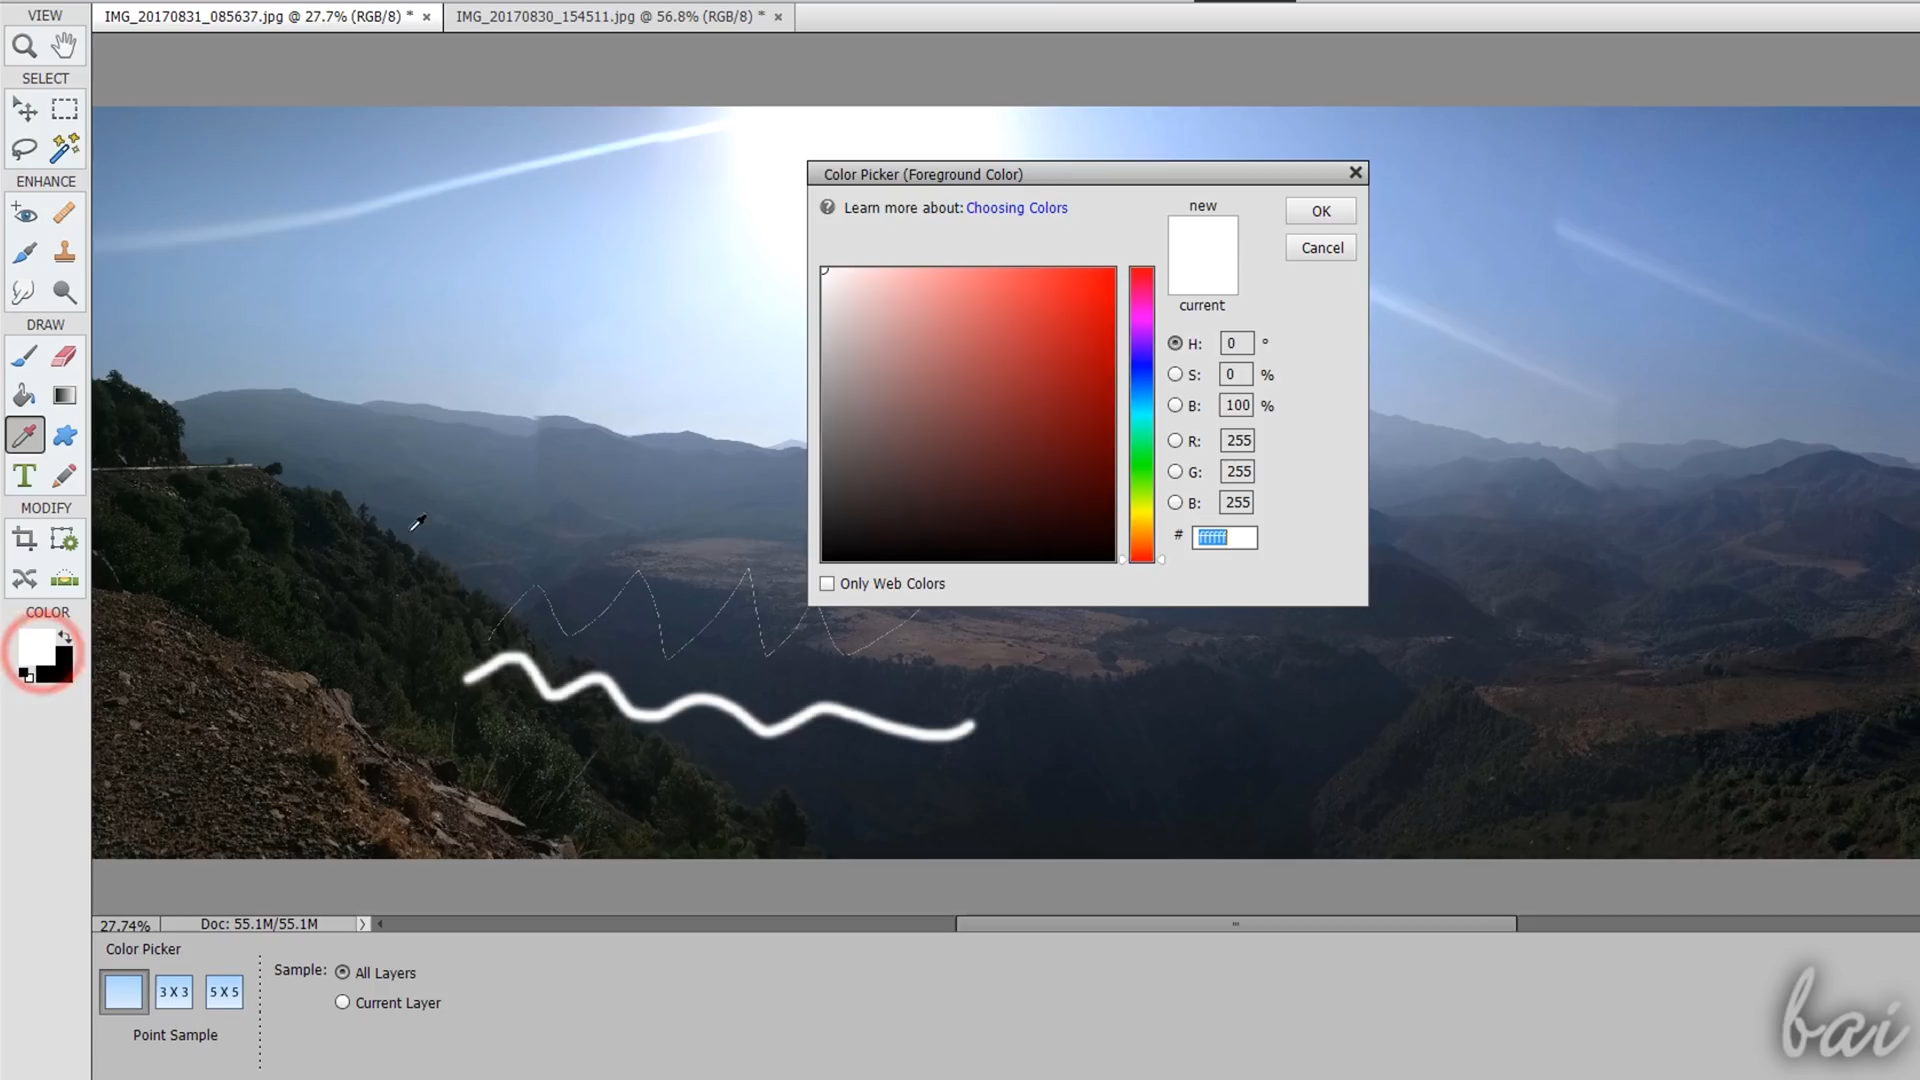 VIEW
IMG_20170831_085637.jpg @ 27.7% (RGB/8) *
IMG_20170830_154511.jpg @ 56.8% (RGB/8) *
SELECT
ENHANCE
DRAW
T
MODIFY
COLOR
Color Picker (Foreground Color)
? Learn more about: Choosing Colors
new
OK
Cancel
current
H: 0 °
S: 0 %
B: 100 %
R: 255
G: 255
B: 255
# ffffff
Only Web Colors
27.74%
Doc: 55.1M/55.1M
Color Picker
3 X 3
5 X 5
Point Sample
Sample:
All Layers
Current Layer
bai